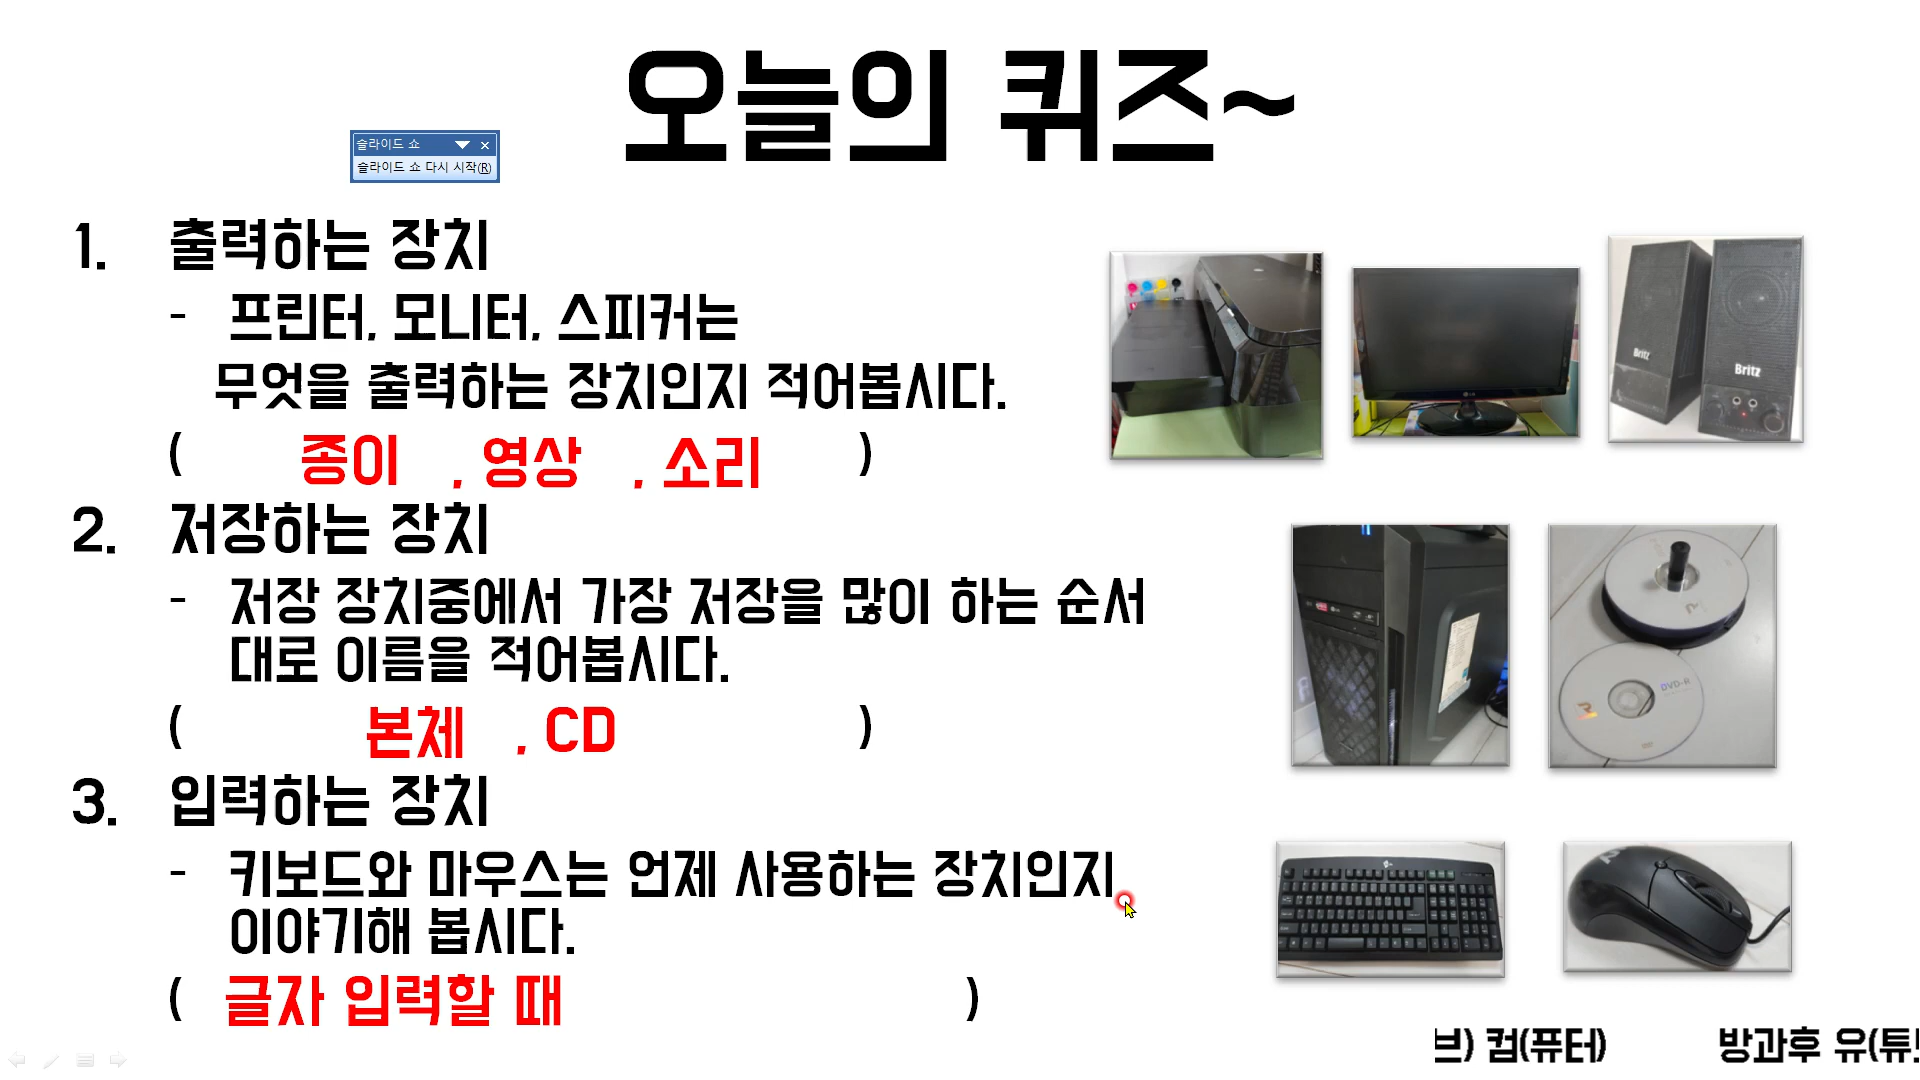 오늘의 퀴즈~
슬라이드 쇼
슬라이드 쇼 다시 시작(R)
1. 출력하는 장치
- 프린터, 모니터, 스피커는
무엇을 출력하는 장치인지 적어봅시다.
( 종이 , 영상 , 소리 )
2. 저장하는 장치
- 저장 장치중에서 가장 저장을 많이 하는 순서
대로 이름을 적어봅시다.
( 본체 , CD )
3. 입력하는 장치
- 키보드와 마우스는 언제 사용하는 장치인지
이야기해 봅시다.
( 글자 입력할 때 )
Britz
Britz
DVD-R
브) 컴(퓨터) 방과후 유(튜